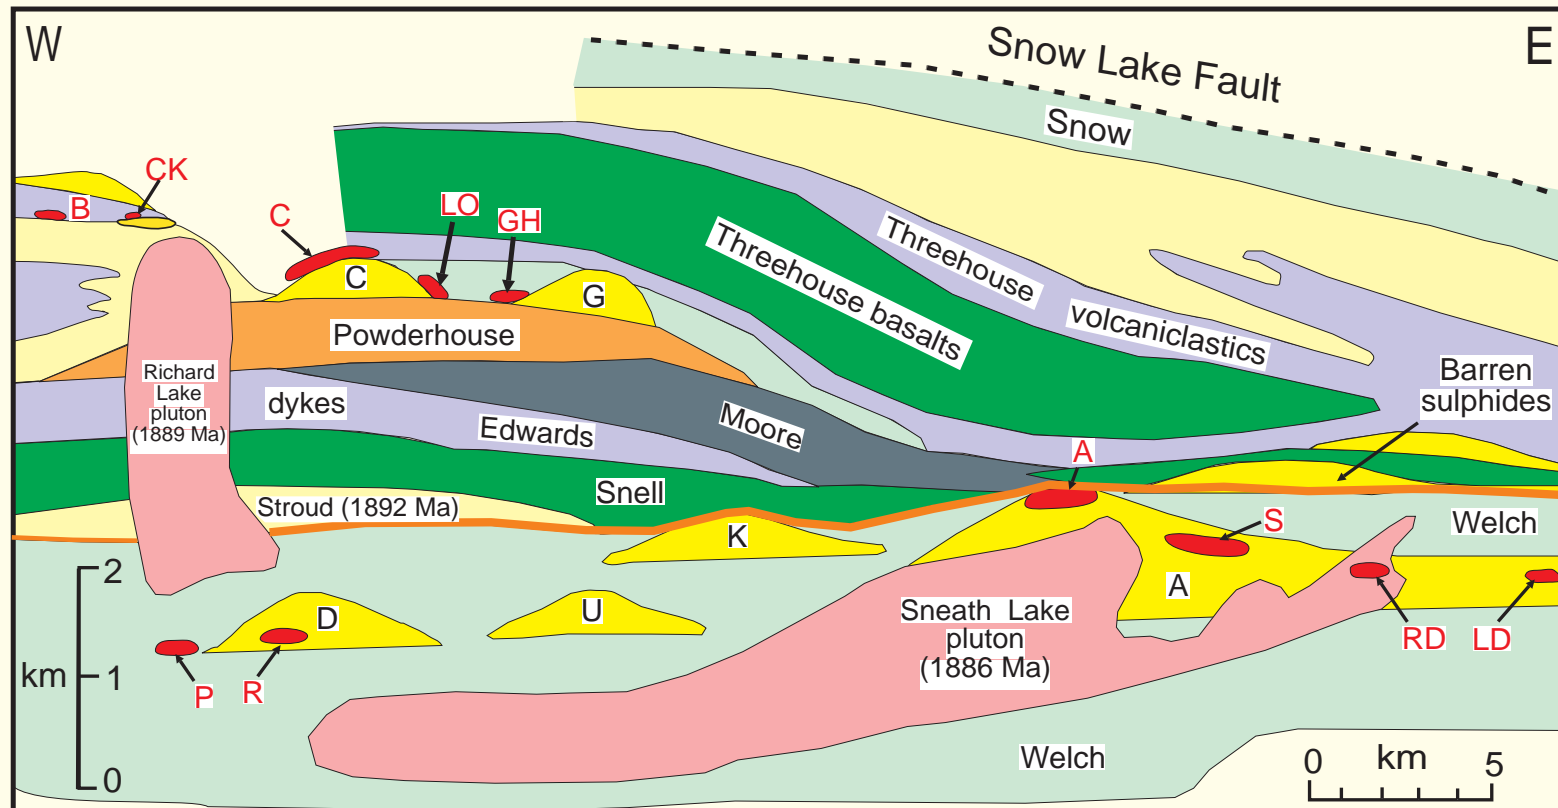 W
E
Snow Lake Fault
Snow
CK
B
C
LO
GH
C
G
Threehouse basalts
Threehouse
volcaniclastics
Powderhouse
Barren
sulphides
Richard
Lake
pluton
(1889 Ma)
dykes
Edwards
Moore
A
Snell
Stroud (1892 Ma)
K
Welch
S
A
D
U
Sneath Lake
pluton
(1886 Ma)
RD
LD
P
R
2
km
1
0
Welch
0
km
5